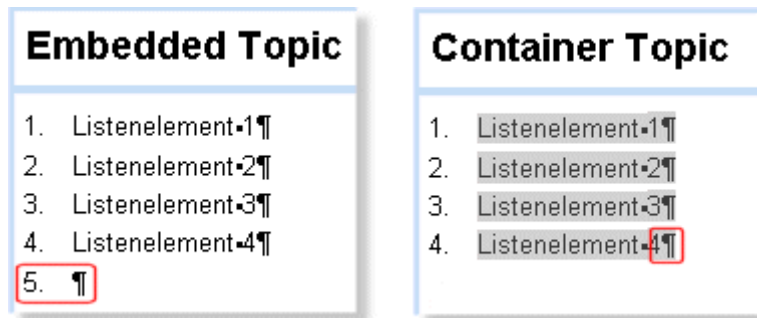 Embedded Topic
1. Listenelement▪1¶
2. Listenelement▪2¶
3. Listenelement▪3¶
4. Listenelement▪4¶
5. ¶
Container Topic
1. Listenelement▪1¶
2. Listenelement▪2¶
3. Listenelement▪3¶
4. Listenelement▪4¶